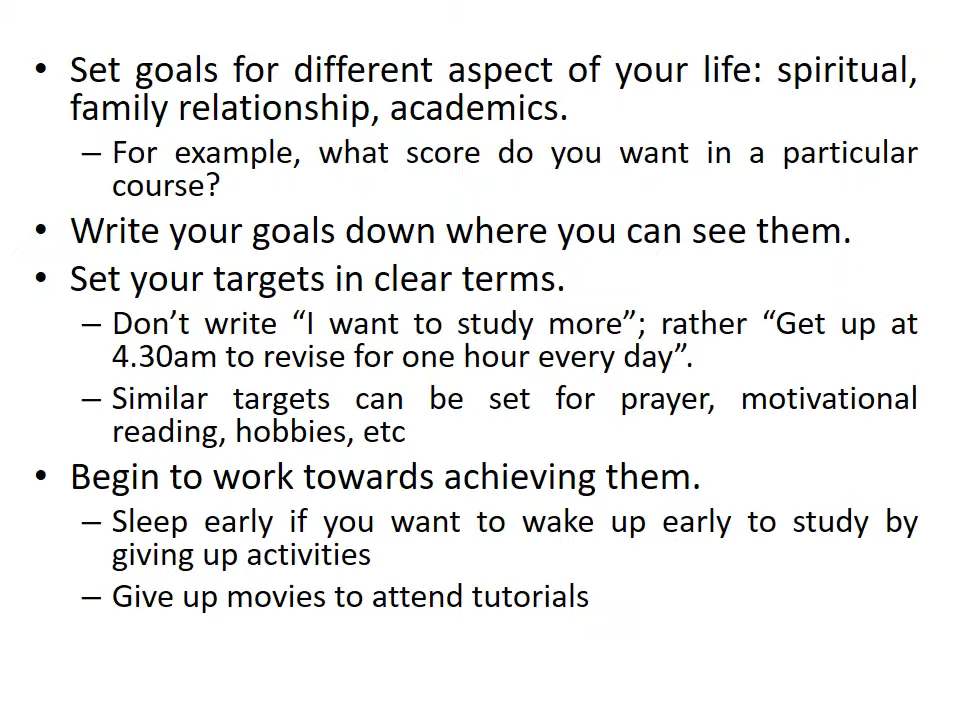 • Set goals for different aspect of your life: spiritual,
family relationship, academics.
– For example, what score do you want in a particular
course?
• Write your goals down where you can see them.
• Set your targets in clear terms.
– Don’t write “I want to study more”; rather “Get up at
4.30am to revise for one hour every day”.
– Similar targets can be set for prayer, motivational
reading, hobbies, etc
• Begin to work towards achieving them.
– Sleep early if you want to wake up early to study by
giving up activities
– Give up movies to attend tutorials